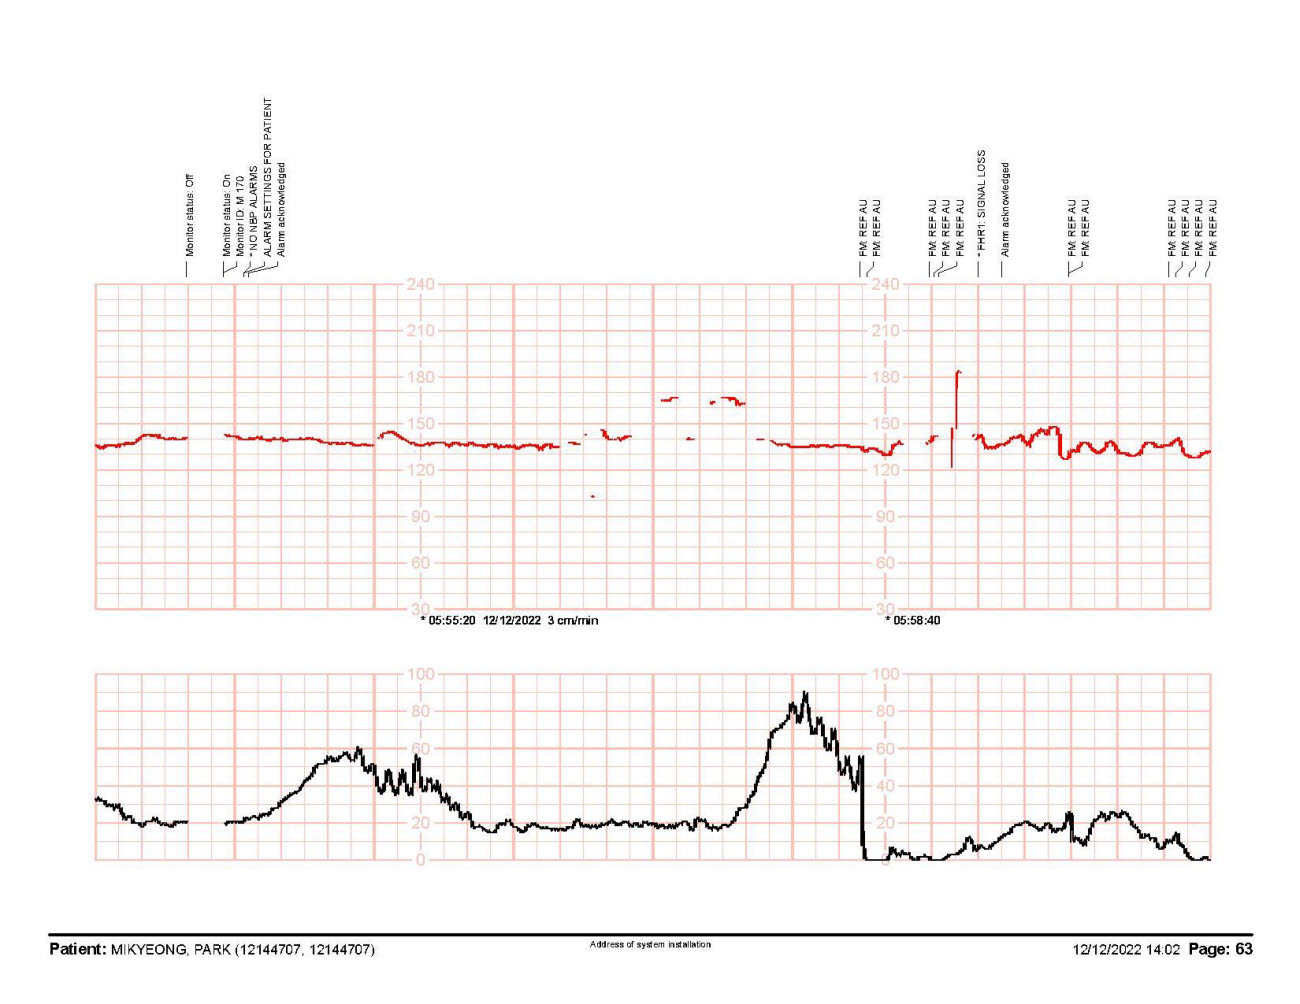 Monitor status: Off
Monitor status: On
Monitor ID: M 170
* NO NBP ALARMS
ALARM SETTINGS FOR PATIENT
Alarm acknowledged
FM: REF AU
FM: REF AU
FM: REF AU
FM: REF AU
FM: REF AU
* FHR1: SIGNAL LOSS
Alarm acknowledged
FM: REF AU
FM: REF AU
FM: REF AU
FM: REF AU
FM: REF AU
FM: REF AU
240 240
210 210
180 180
150 150
120 120
90 90
60 60
30 30
* 05:55:20 12/12/2022 3 cm/min * 05:58:40
100 100
80 80
60 60
40 40
20 20
0 0
Patient: MIKYEONG, PARK (12144707, 12144707) Address of system installation 12/12/2022 14:02 Page: 63